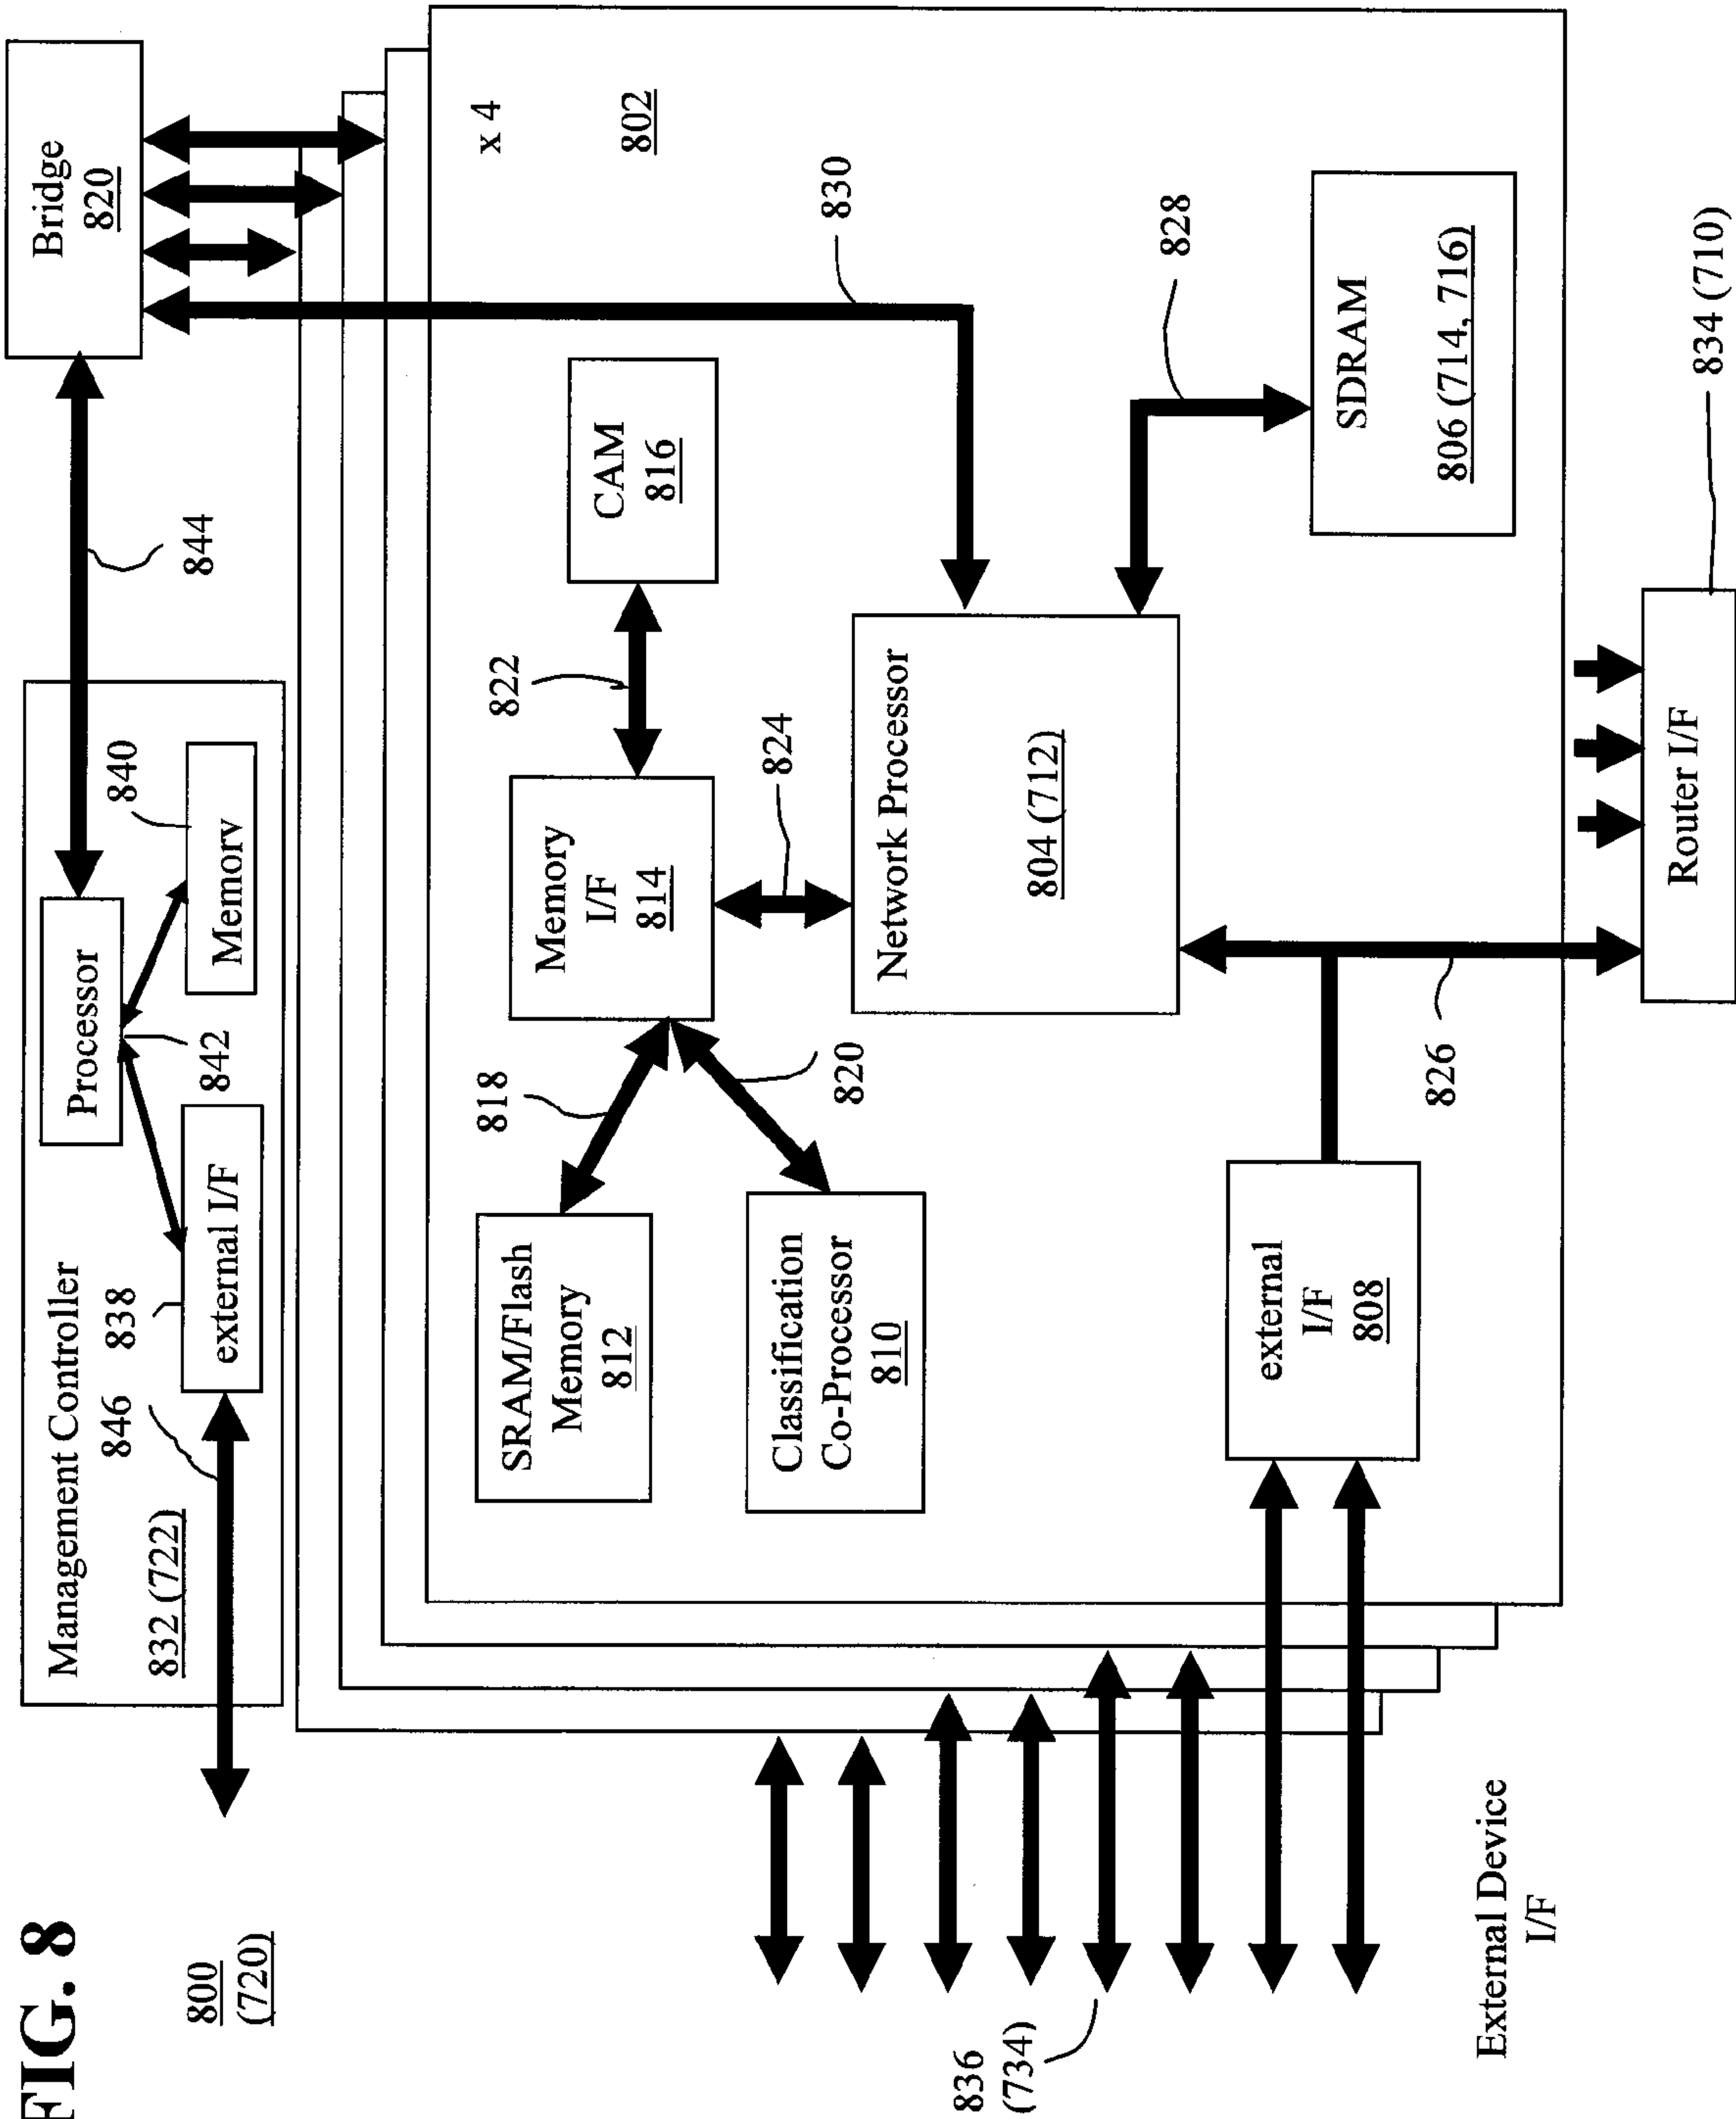 FIG. 8
800
(720)
Management Controller
832 (722)
846
838
external I/F
842
Processor
840
Memory
844
Bridge
820
x 4
802
SRAM/Flash
Memory
812
818
Classification
Co-Processor
810
820
Memory
I/F
814
822
CAM
816
824
Network Processor
804 (712)
830
828
SDRAM
806 (714, 716)
external
I/F
808
826
836
(734)
External Device
I/F
Router I/F
834 (710)